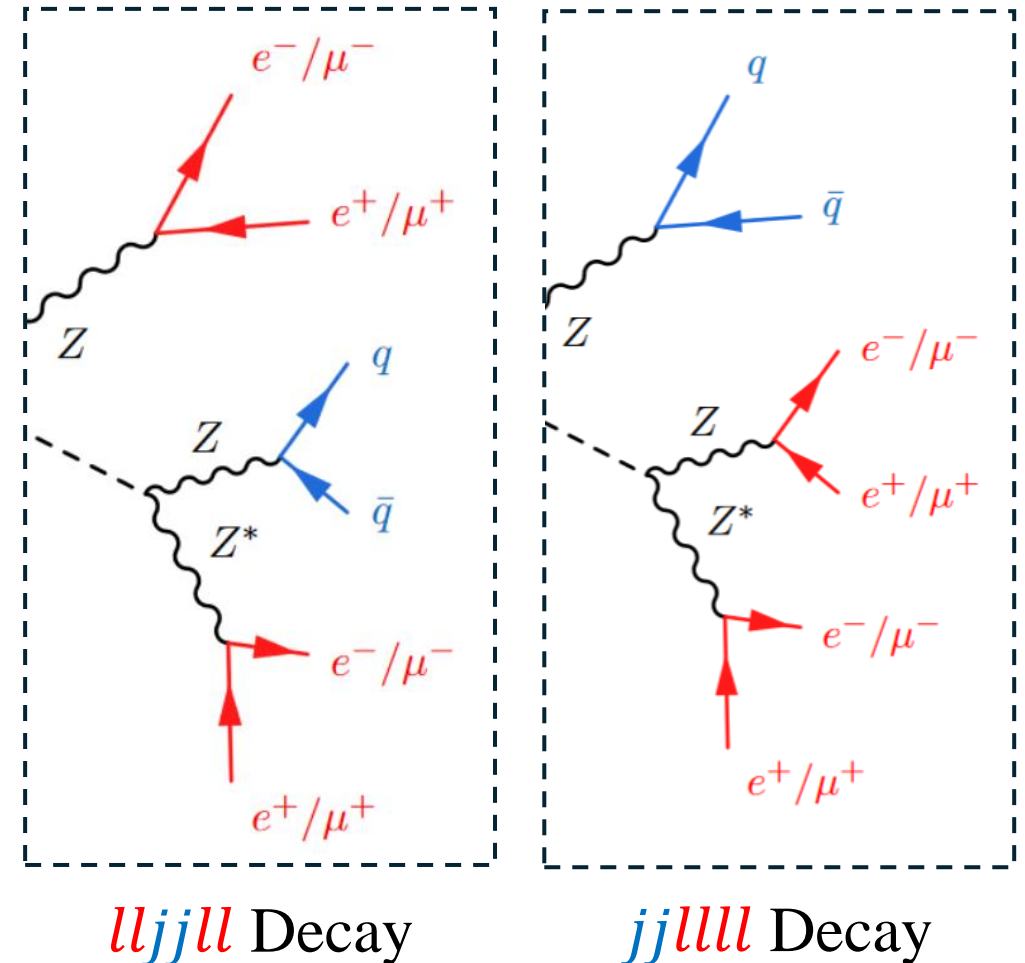 e⁻/μ⁻
e⁺/μ⁺
Z
q
Z
q̄
Z*
e⁻/μ⁻
e⁺/μ⁺
lljjll Decay
q
q̄
Z
e⁻/μ⁻
Z
e⁺/μ⁺
Z*
e⁻/μ⁻
e⁺/μ⁺
jjllll Decay